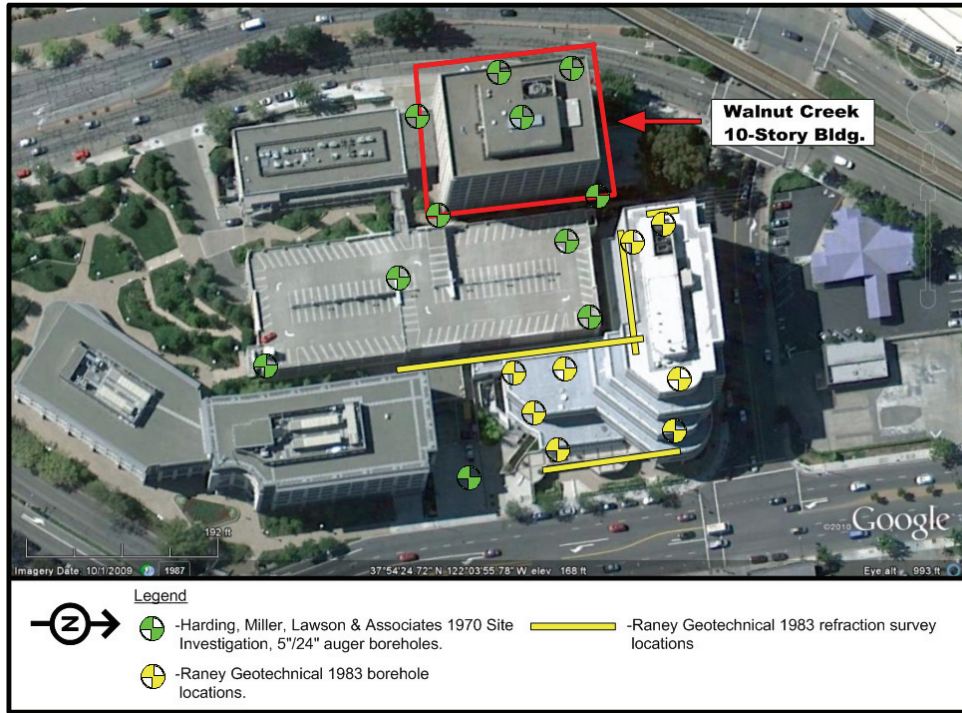 Walnut Creek
10-Story Bldg.
192 ft
©2010 Google
Imagery Date: 10/1/2009 1987 37°54'24.72" N -122°03'55.78" W elev 168 ft Eye alt 993 ft
Legend
N
-Harding, Miller, Lawson & Associates 1970 Site
Investigation, 5"/24" auger boreholes.
-Raney Geotechnical 1983 refraction survey
locations
-Raney Geotechnical 1983 borehole
locations.